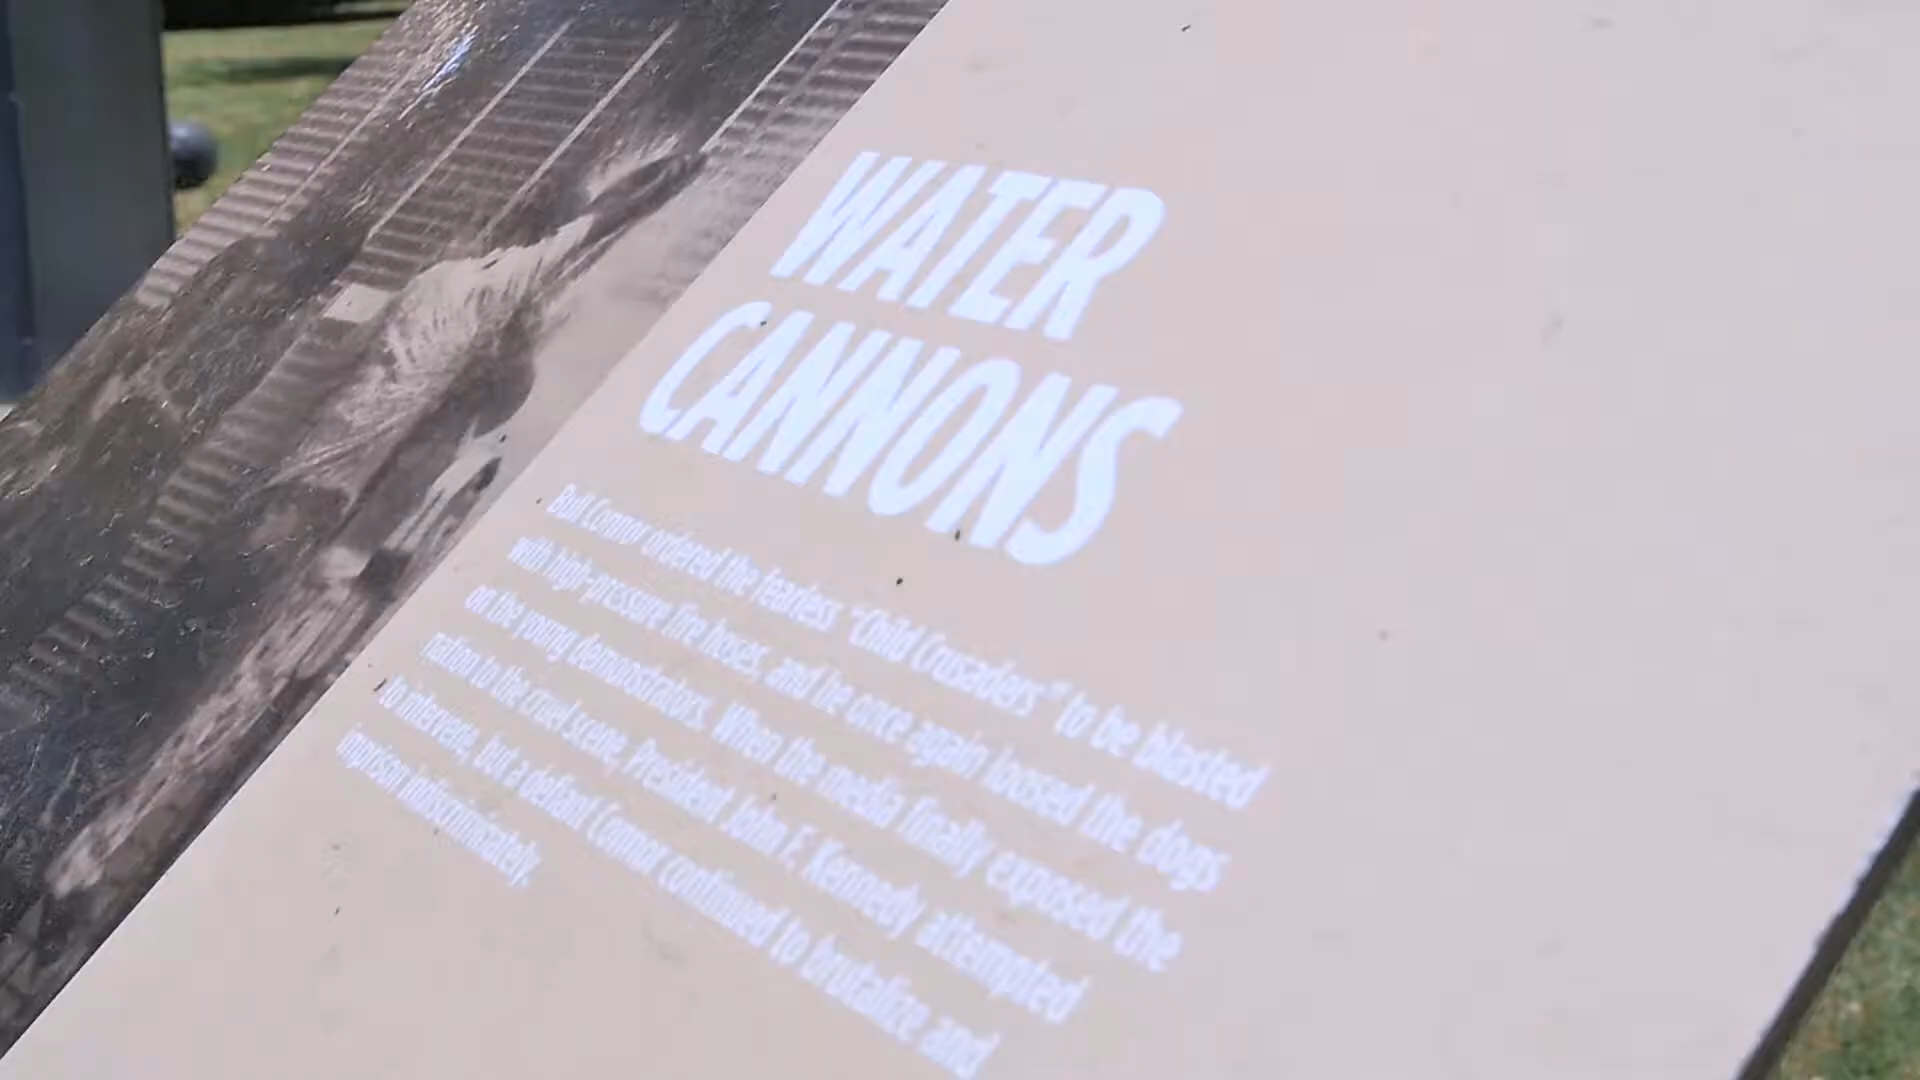 WATER
CANNONS
Bull Connor ordered the fearless "Child Crusaders" to be blasted
with high-pressure fire hoses, and he once again loosed the dogs
on the young demonstrators. When the media finally exposed the
nation to the cruel scene, President John F. Kennedy attempted
to intervene, but a defiant Connor continued to brutalize and
imprison indiscriminately.